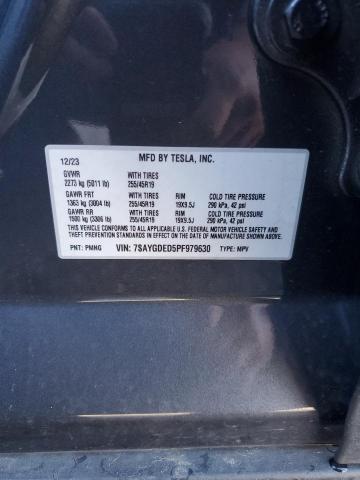 12/23 MFD BY TESLA, INC.
GVWR WITH TIRES
2273 kg (5011 lb) 255/45R19
GAWR FRT WITH TIRES RIM COLD TIRE PRESSURE
1363 kg (3004 lb) 255/45R19 19X9.5J 290 kPa, 42 psi
GAWR RR WITH TIRES RIM COLD TIRE PRESSURE
1500 kg (3306 lb) 255/45R19 19X9.5J 290 kPa, 42 psi
THIS VEHICLE CONFORMS TO ALL APPLICABLE U.S. FEDERAL MOTOR VEHICLE SAFETY AND
THEFT PREVENTION STANDARDS IN EFFECT ON THE DATE OF MANUFACTURE SHOWN ABOVE.
PNT: PMNG VIN: 7SAYGDED5PF979630 TYPE: MPV